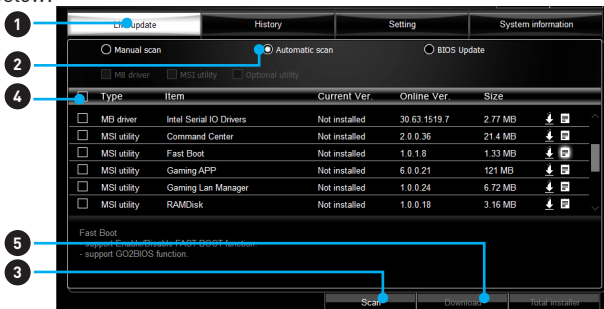 1
Live update History Setting System information
Manual scan Automatic scan BIOS Update
2
MB driver MSI utility Optional utility
4
Type Item Current Ver. Online Ver. Size
MB driver Intel Serial IO Drivers Not installed 30.63.1519.7 2.77 MB
MSI utility Command Center Not installed 2.0.0.36 21.4 MB
MSI utility Fast Boot Not installed 1.0.1.8 1.33 MB
MSI utility Gaming APP Not installed 6.0.0.21 121 MB
MSI utility Gaming Lan Manager Not installed 1.0.0.24 6.72 MB
MSI utility RAMDisk Not installed 1.0.0.18 3.16 MB
Fast Boot
- support Enable/Disable FAST BOOT function.
5
- support GO2BIOS function.
3
Scan Download Total installer